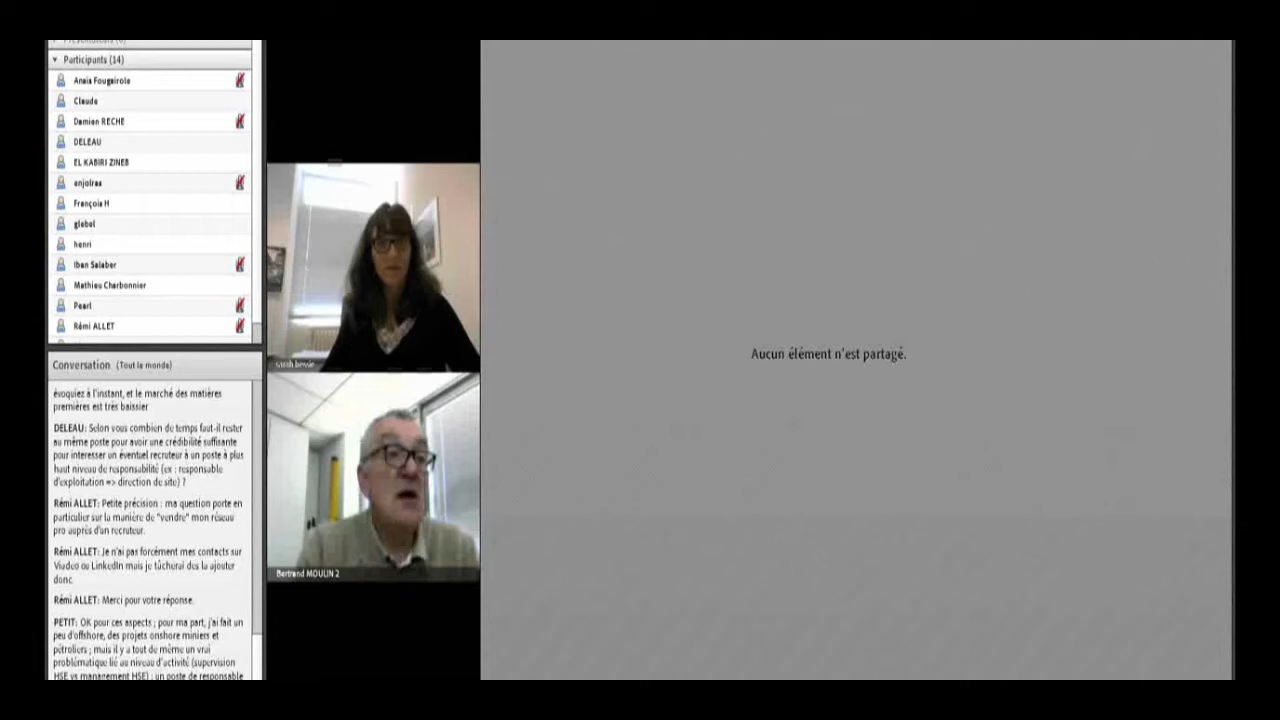 Participants (14)
Anaïs Fougeirole
Claude
Damien RECHE
DELEAU
EL KABIRI ZINEB
enjolras
François H
glebel
henri
Iban Salaber
Mathieu Charbonnier
Pearl
Rémi ALLET
Conversation (Tout le monde)
évoquiez à l'instant, et le marché des matières
premières est très baissier
DELEAU: Selon vous combien de temps faut-il rester
au même poste pour avoir une crédibilité suffisante
pour interesser un éventuel recruteur à un poste à plus
haut niveau de responsabilité (ex : responsable
d'exploitation => direction de site) ?
Rémi ALLET: Petite précision : ma question porte en
particulier sur la manière de "vendre" mon réseau
pro auprès d'un recruteur.
Rémi ALLET: Je n'ai pas forcément mes contacts sur
Viadeo ou LinkedIn mais je tâcherai des la ajouter
donc
Rémi ALLET: Merci pour votre réponse.
PETIT: OK pour ces aspects ; pour ma part, j'ai fait un
peu d'offshore, des projets onshore miniers et
pétroliers ; mais il y a tout de même un vrai
problématique lié au niveau d'activité (supervision
HSE vs management HSE) : un poste de responsable
sarah bessie
Bertrand MOULIN 2
Aucun élément n'est partagé.